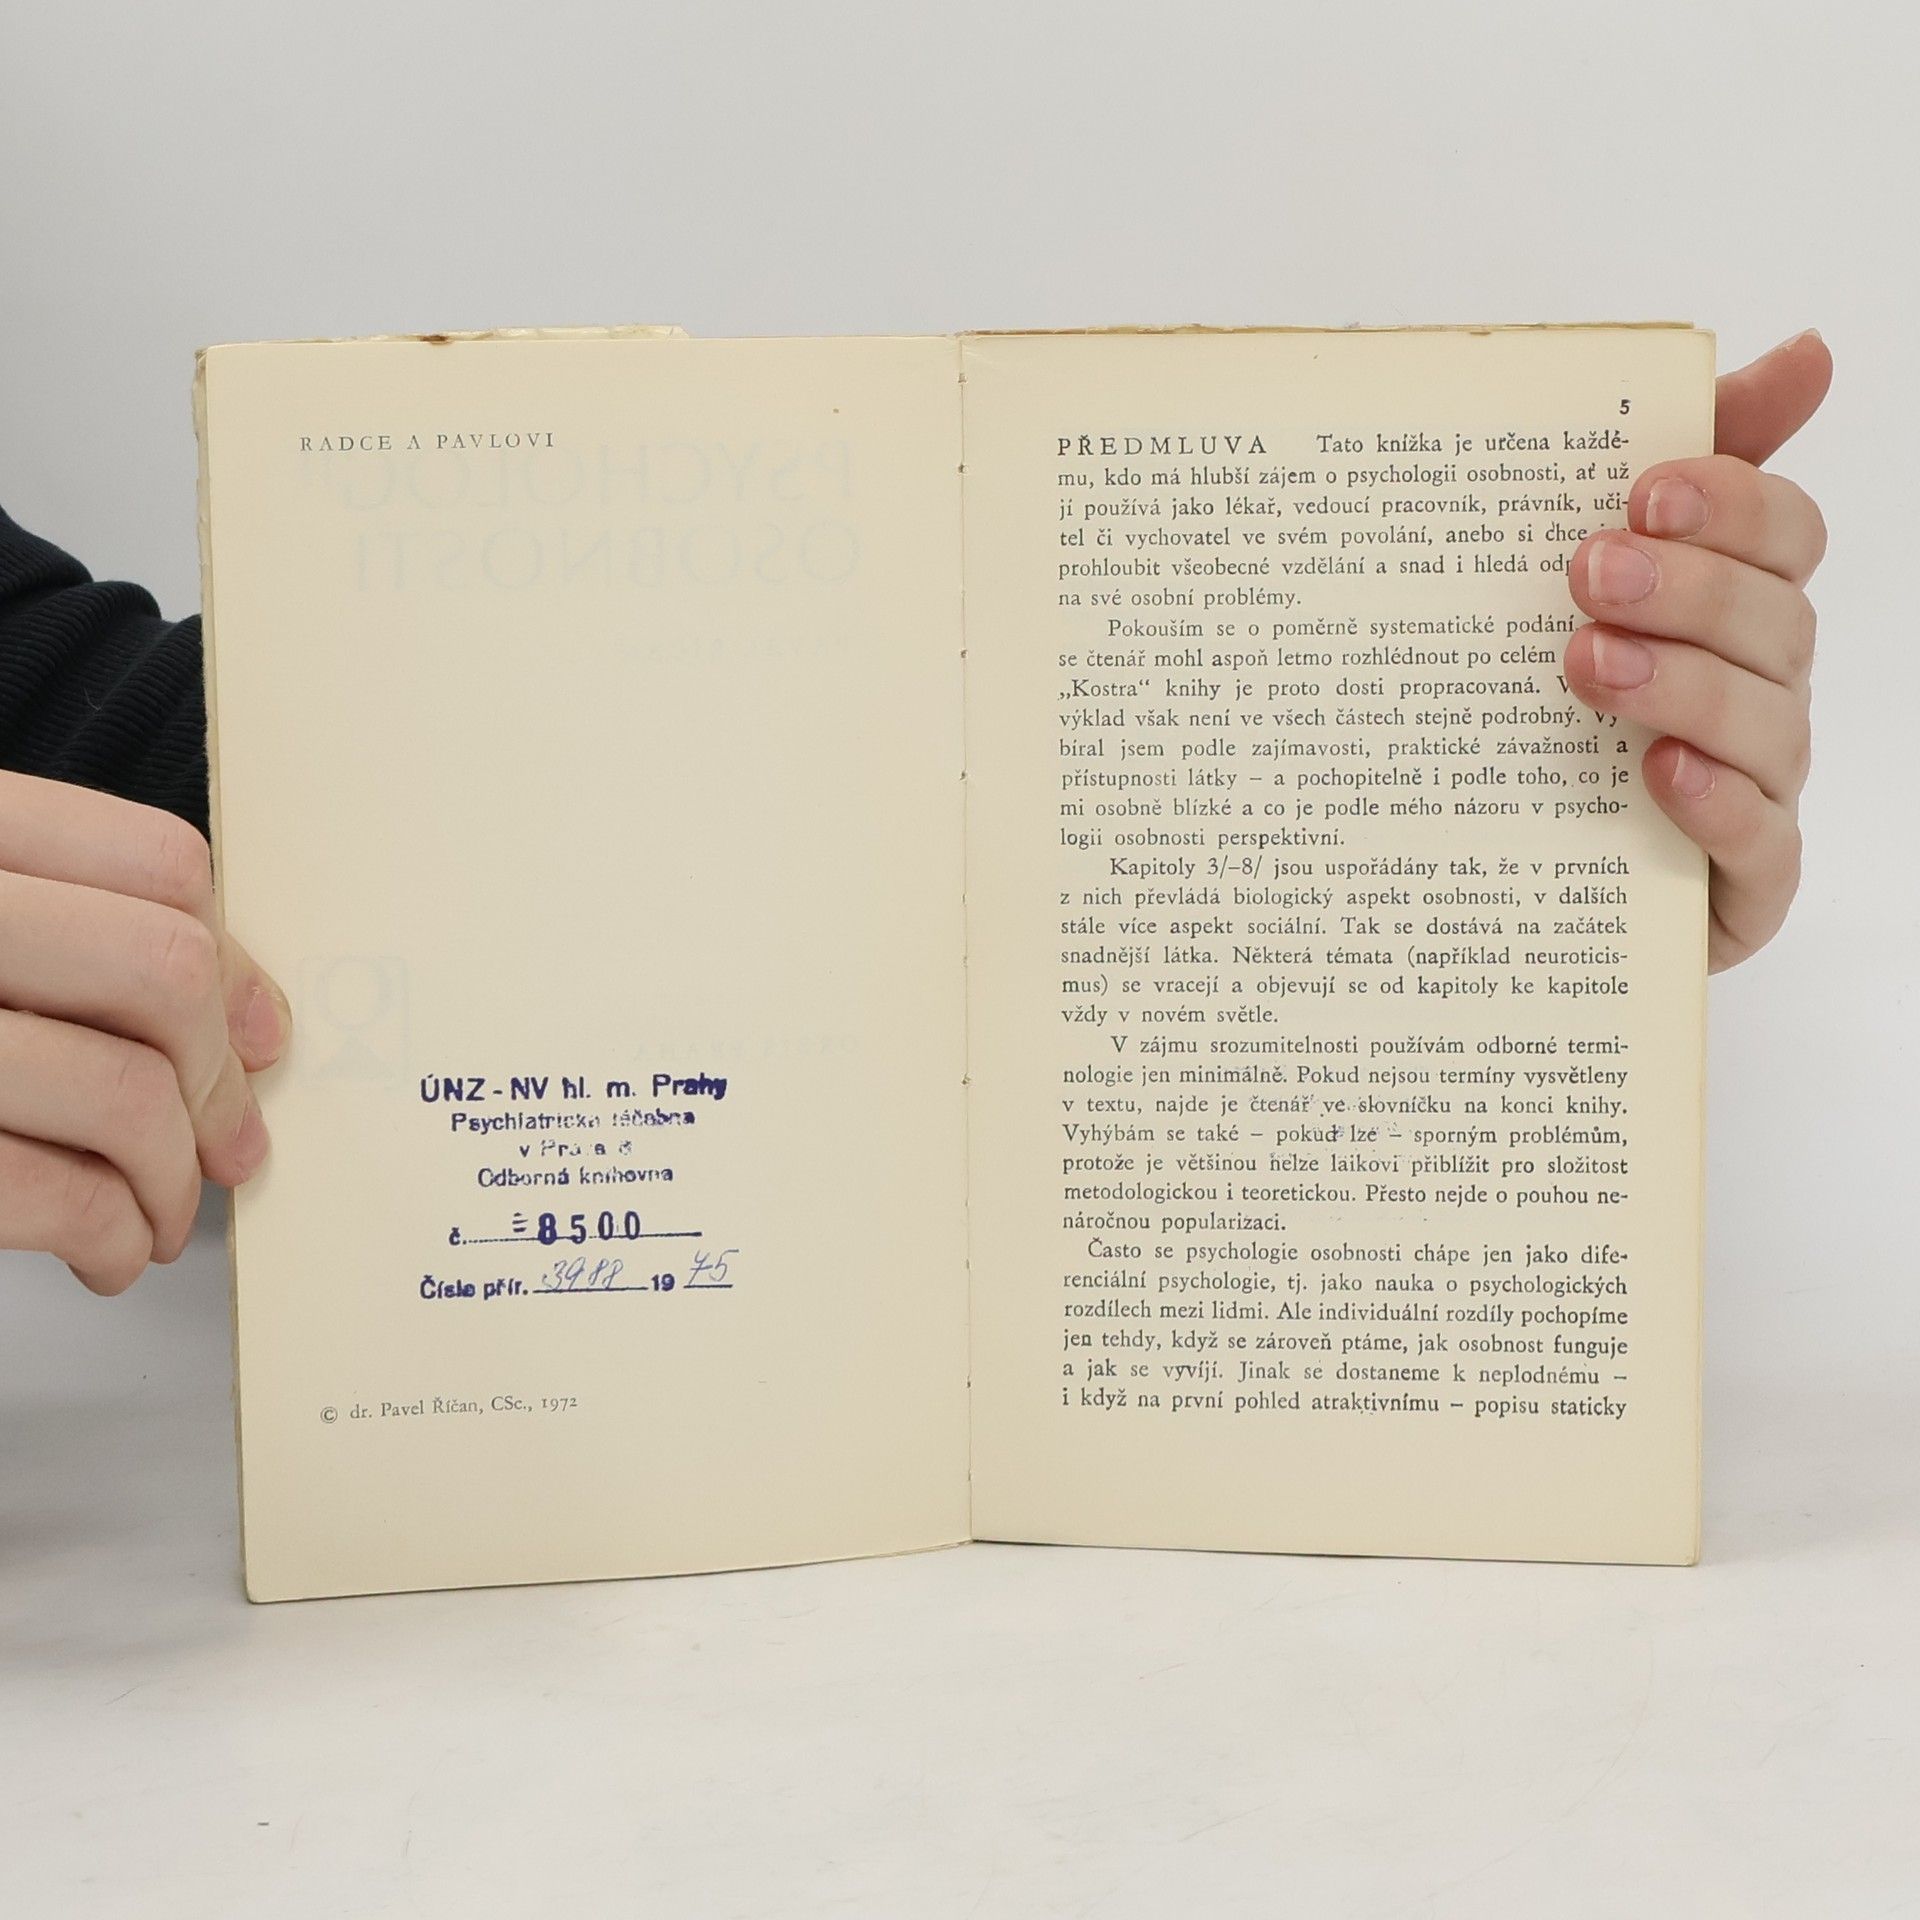 RADCE A PAVLOVI
ÚNZ - NV hl. m. Prahy
Psychiatrická léčebna
v Praze 8
Odborná knihovna
č. 8500
Číslo přír. 3988 19 75
© dr. Pavel Říčan, CSc., 1972
5
PŘEDMLUVA Tato knížka je určena každé-
mu, kdo má hlubší zájem o psychologii osobnosti, ať už
jí používá jako lékař, vedoucí pracovník, právník, uči-
tel či vychovatel ve svém povolání, anebo si chce
prohloubit všeobecné vzdělání a snad i hledá
na své osobní problémy.
Pokouším se o poměrně systematické podání
se čtenář mohl aspoň letmo rozhlédnout po celém
„Kostra“ knihy je proto dosti propracovaná.
výklad však není ve všech částech stejně podrobný. Vy
bíral jsem podle zajímavosti, praktické závažnosti a
přístupnosti látky – a pochopitelně i podle toho, co je
mi osobně blízké a co je podle mého názoru v psycho-
logii osobnosti perspektivní.
Kapitoly 3/–8/ jsou uspořádány tak, že v prvních
z nich převládá biologický aspekt osobnosti, v dalších
stále více aspekt sociální. Tak se dostává na začátek
snadnější látka. Některá témata (například neuroticis-
mus) se vracejí a objevují se od kapitoly ke kapitole
vždy v novém světle.
V zájmu srozumitelnosti používám odborné termi-
nologie jen minimálně. Pokud nejsou termíny vysvětleny
v textu, najde je čtenář ve slovníčku na konci knihy.
Vyhýbám se také – pokud lze – sporným problémům,
protože je většinou nelze laikovi přiblížit pro složitost
metodologickou i teoretickou. Přesto nejde o pouhou ne-
náročnou popularizaci.
Často se psychologie osobnosti chápe jen jako dife-
renciální psychologie, tj. jako nauka o psychologických
rozdílech mezi lidmi. Ale individuální rozdíly pochopíme
jen tehdy, když se zároveň ptáme, jak osobnost funguje
a jak se vyvíjí. Jinak se dostaneme k neplodnému –
i když na první pohled atraktivnímu – popisu staticky